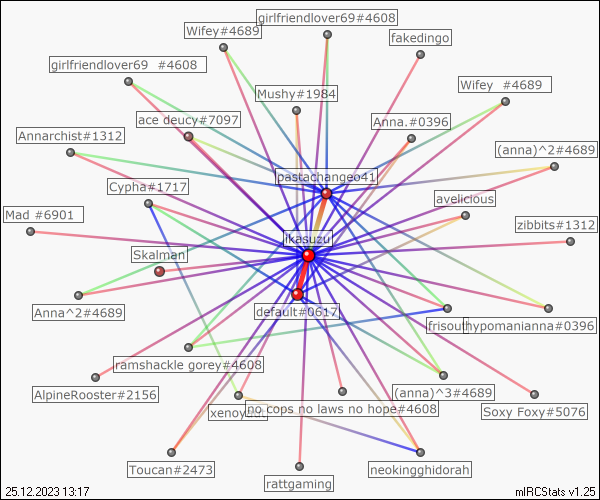 girlfriendlover69#4608
Wifey#4689
fakedingo
girlfriendlover69 #4608
Wifey #4689
Mushy#1984
ace deucy#7097
Anna.#0396
Annarchist#1312
(anna)^2#4689
pastachangeo41
Cypha#1717
avelicious
Mad #6901
zibbits#1312
ikasuzu
Skalman
Anna^2#4689
default#0617
frisout
hypomanianna#0396
ramshackle gorey#4608
AlpineRooster#2156
(anna)^3#4689
no cops no laws no hope#4608
Soxy Foxy#5076
Toucan#2473
neokingghidorah
rattgaming
25.12.2023 13:17
mIRCStats v1.25